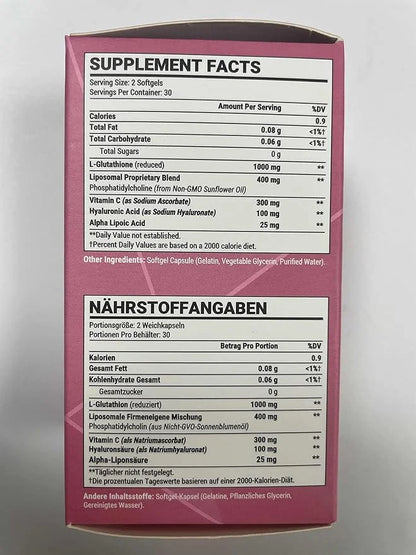 SUPPLEMENT FACTS
Serving Size: 2 Softgels
Servings Per Container: 30
Amount Per Serving %DV
Calories 0.9
Total Fat 0.08 g <1%†
Total Carbohydrate 0.06 g <1%†
Total Sugars 0 g
L-Glutathione (reduced) 1000 mg **
Liposomal Proprietary Blend 400 mg **
Phosphatidylcholine (from Non-GMO Sunflower Oil)
Vitamin C (as Sodium Ascorbate) 300 mg **
Hyaluronic Acid (as Sodium Hyaluronate) 100 mg **
Alpha Lipoic Acid 25 mg **
**Daily Value not established.
†Percent Daily Values are based on a 2000 calorie diet.
Other Ingredients: Softgel Capsule (Gelatin, Vegetable Glycerin, Purified Water).
NÄHRSTOFFANGABEN
Portionsgröße: 2 Weichkapseln
Portionen Pro Behälter: 30
Betrag Pro Portion %DV
Kalorien 0.9
Gesamt Fett 0.08 g <1%†
Kohlenhydrate Gesamt 0.06 g <1%†
Gesamtzucker 0 g
L-Glutathion (reduziert) 1000 mg **
Liposomale Firmeneigene Mischung 400 mg **
Phosphatidylcholin (aus Nicht-GVO-Sonnenblumenöl)
Vitamin C (als Natriumascorbat) 300 mg **
Hyaluronsäure (als Natriumhyaluronat) 100 mg **
Alpha-Liponsäure 25 mg **
**Täglicher nicht festgelegt.
†Die prozentualen Tageswerte basieren auf einer 2000-Kalorien-Diät.
Andere Inhaltsstoffe: Softgel-Kapsel (Gelatine, Pflanzliches Glycerin,
Gereinigtes Wasser).